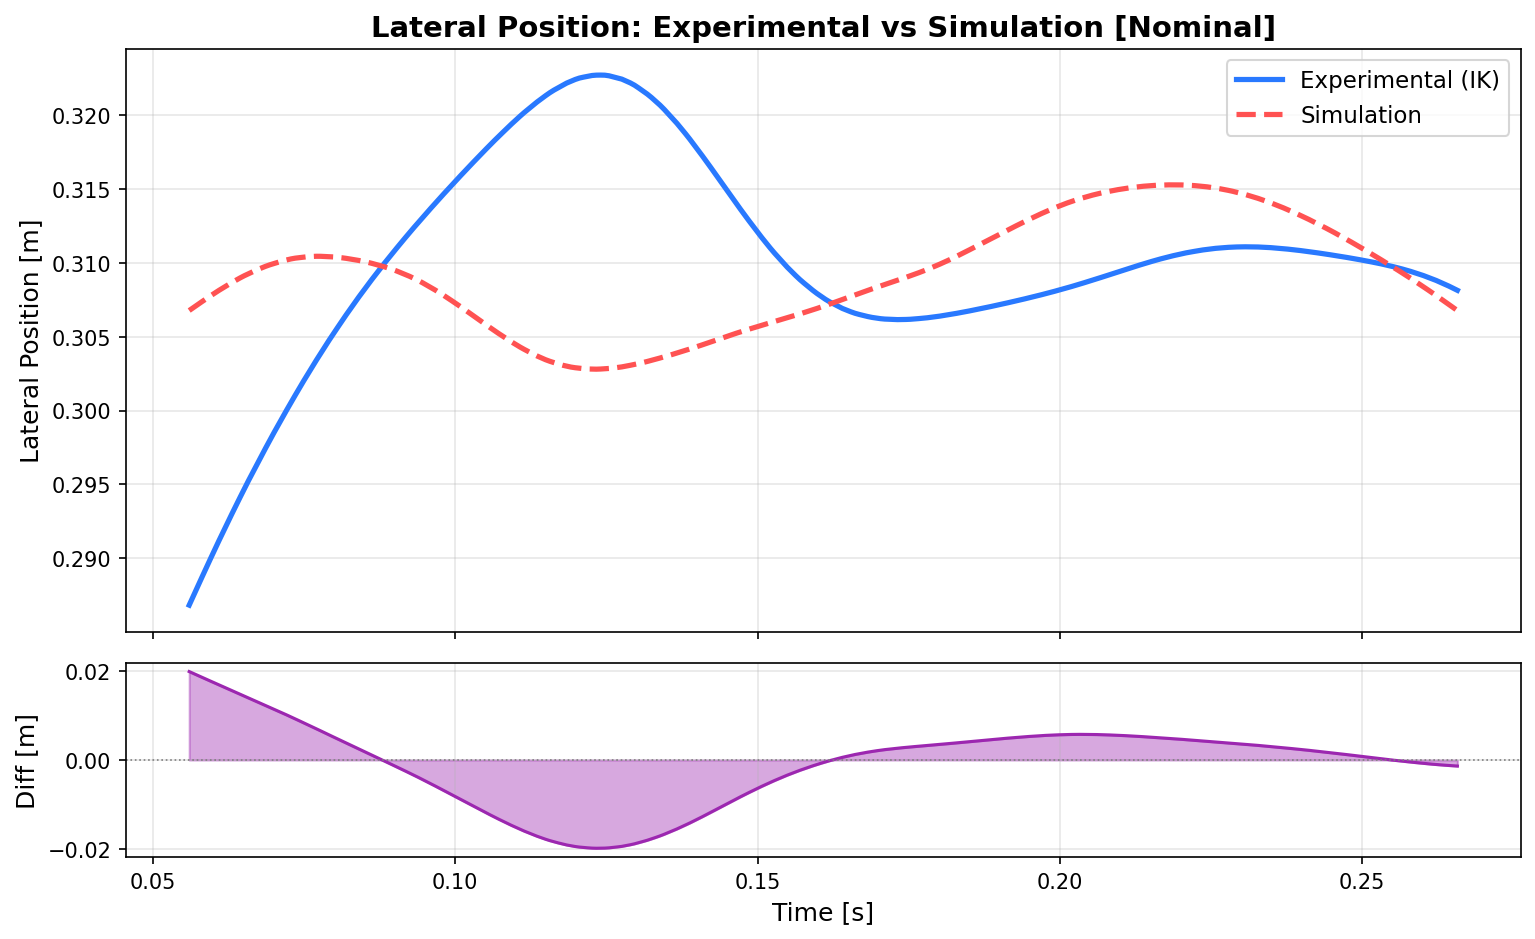 Lateral Position: Experimental vs Simulation [Nominal]
Experimental (IK)
Simulation
Lateral Position [m]
0.320
0.315
0.310
0.305
0.300
0.295
0.290
Diff [m]
0.02
0.00
−0.02
0.05 0.10 0.15 0.20 0.25
Time [s]